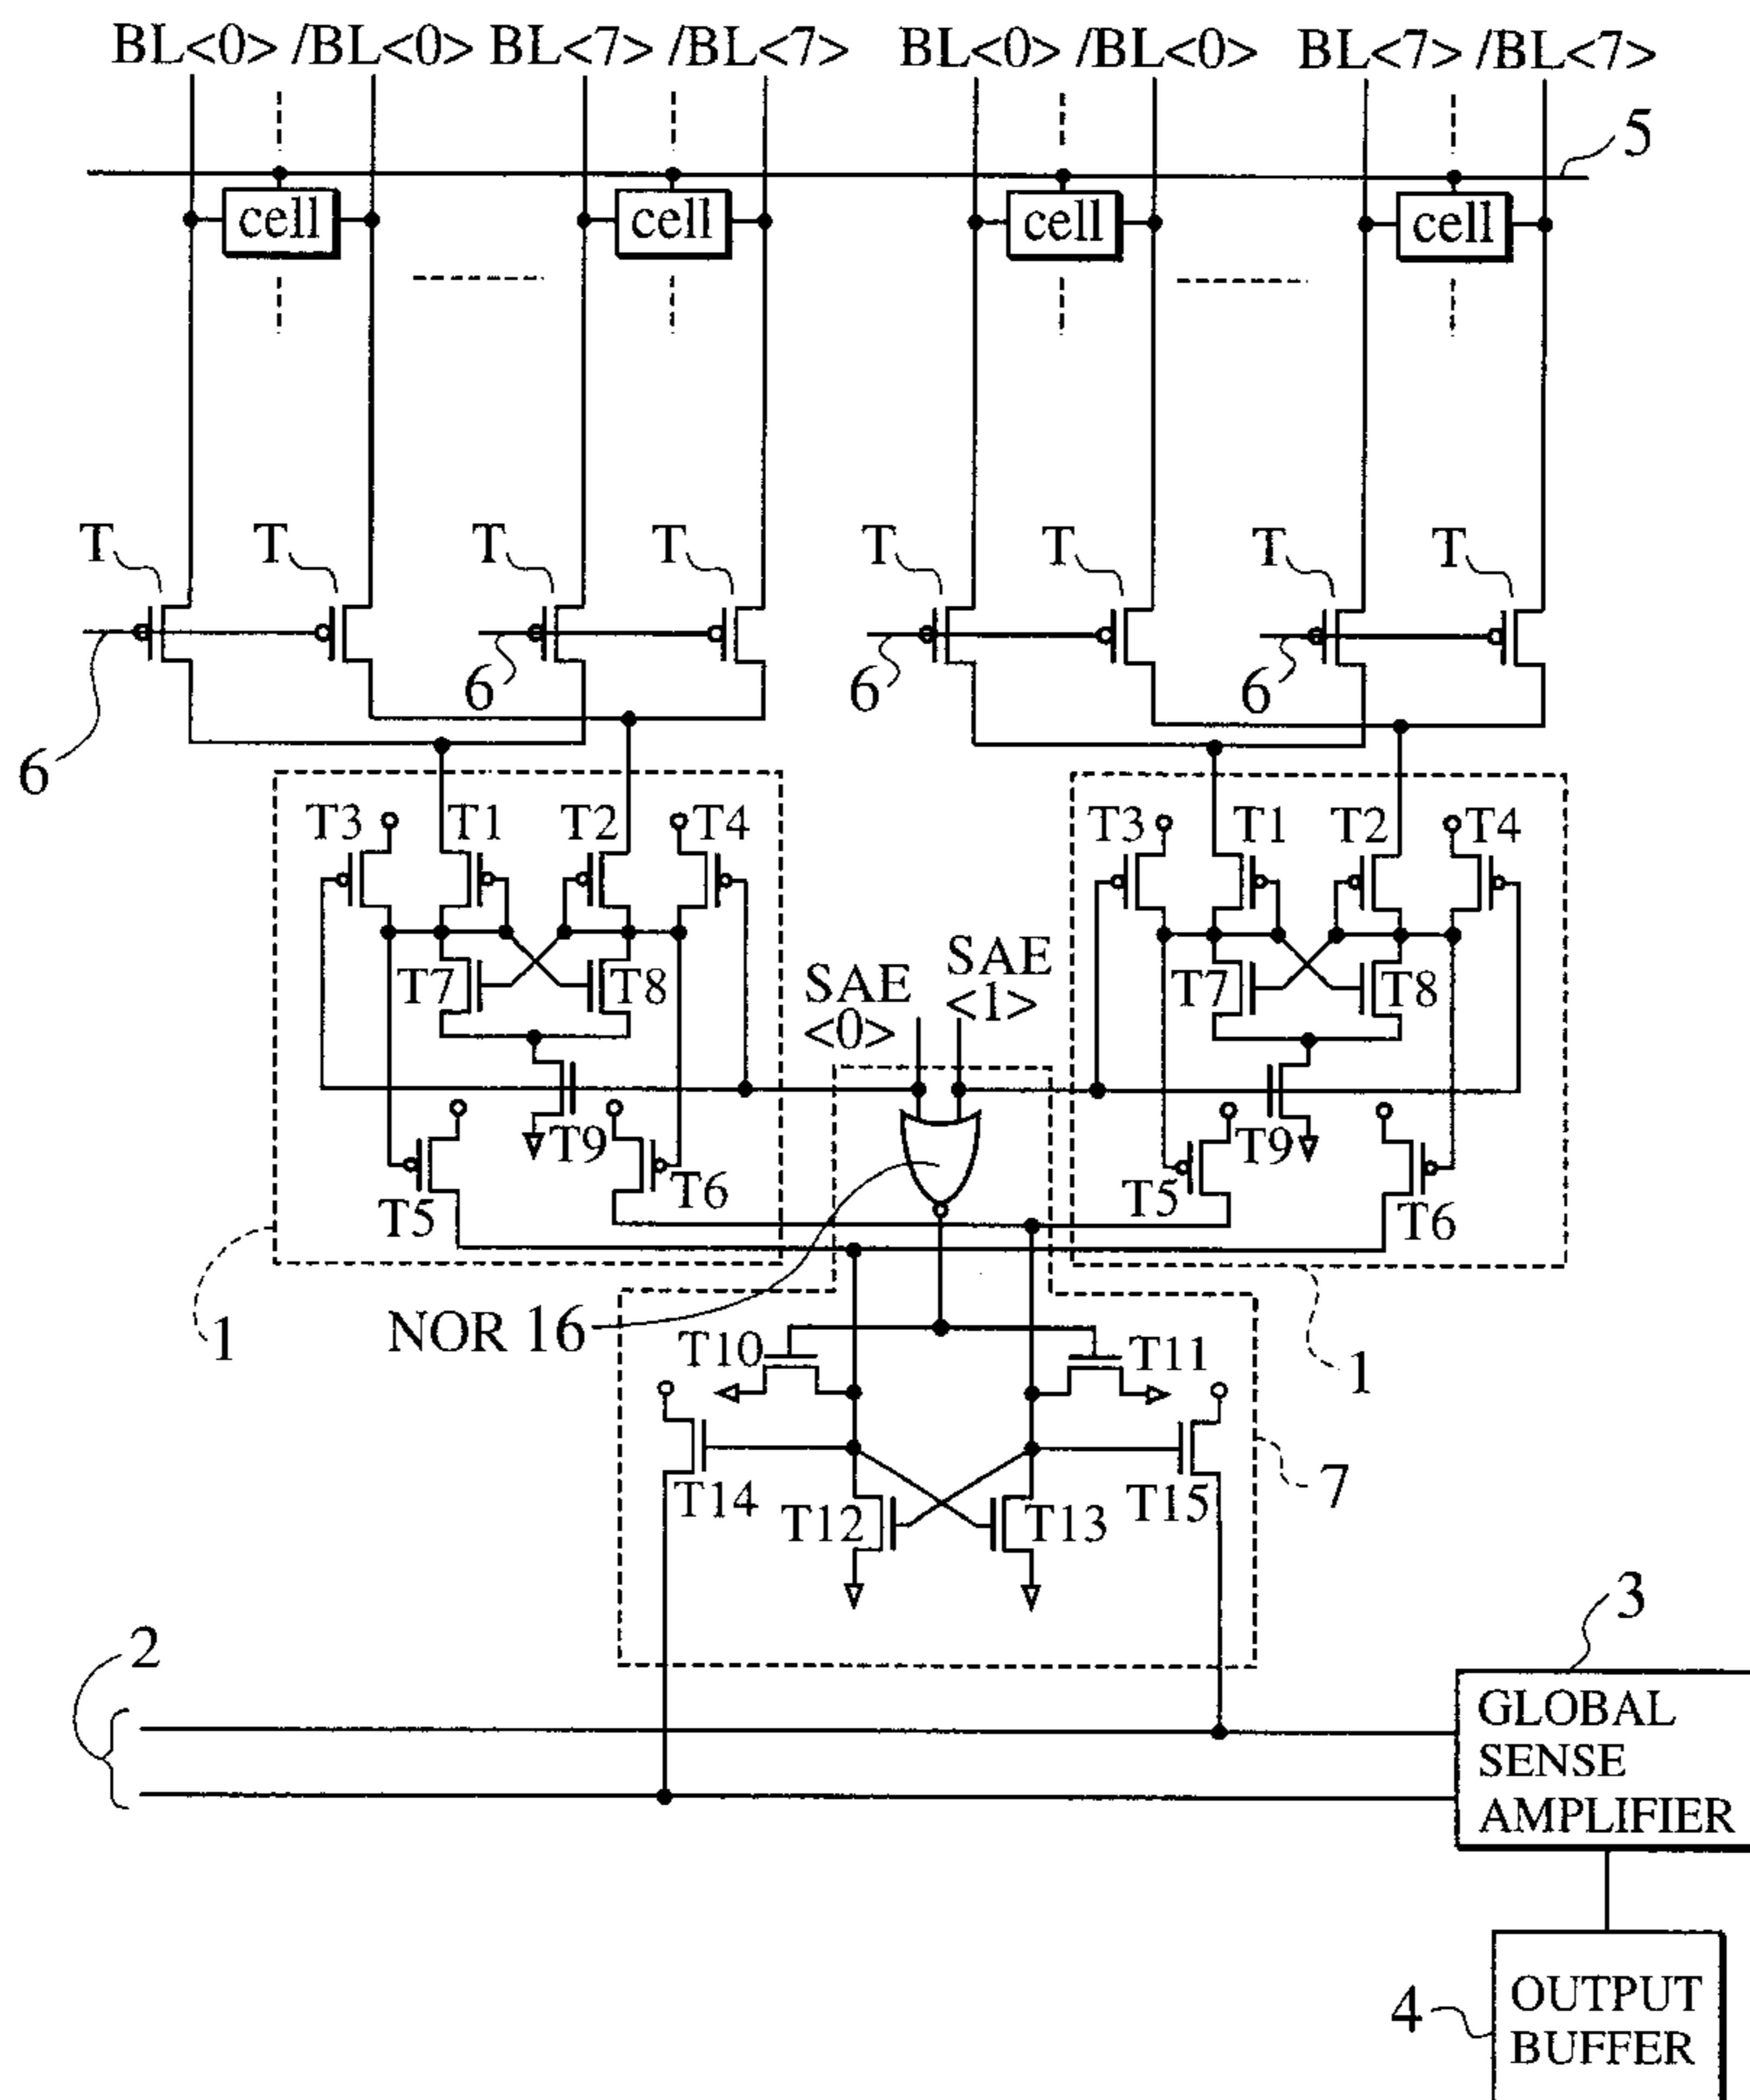 BL<0> /BL<0> BL<7> /BL<7> BL<0> /BL<0> BL<7> /BL<7>
5
cell cell cell cell
T T T T T T T T
6 6 6 6
T3 T1 T2 T4 T3 T1 T2 T4
T7 T8 SAE <0> SAE <1> T7 T8
T9 T9
T5 T6 T5 T6
1 NOR 16 1
T10 T11
T14 T12 T13 T15 7
2 3
GLOBAL
SENSE
AMPLIFIER
4
OUTPUT
BUFFER